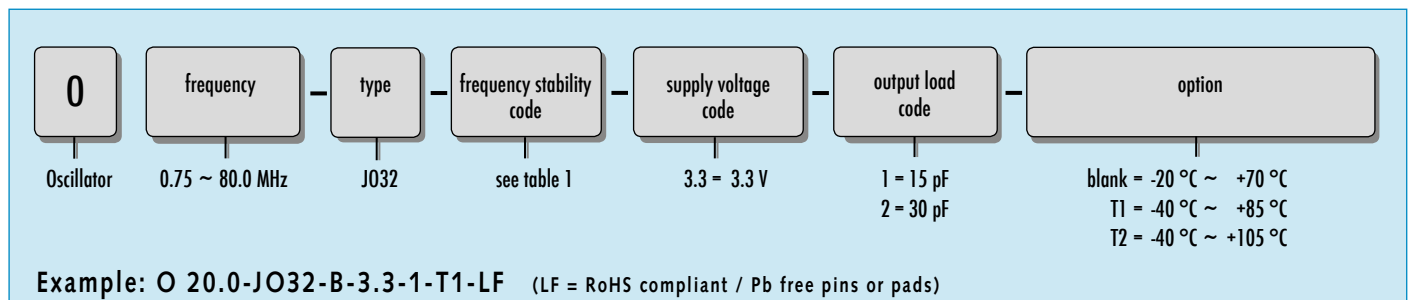 O
frequency
–
type
–
frequency stability
code
–
supply voltage
code
–
output load
code
–
option
Oscillator
0.75 ~ 80.0 MHz
JO32
see table 1
3.3 = 3.3 V
1 = 15 pF
2 = 30 pF
blank = -20 °C ~ +70 °C
T1 = -40 °C ~ +85 °C
T2 = -40 °C ~ +105 °C
Example: O 20.0-JO32-B-3.3-1-T1-LF (LF = RoHS compliant / Pb free pins or pads)